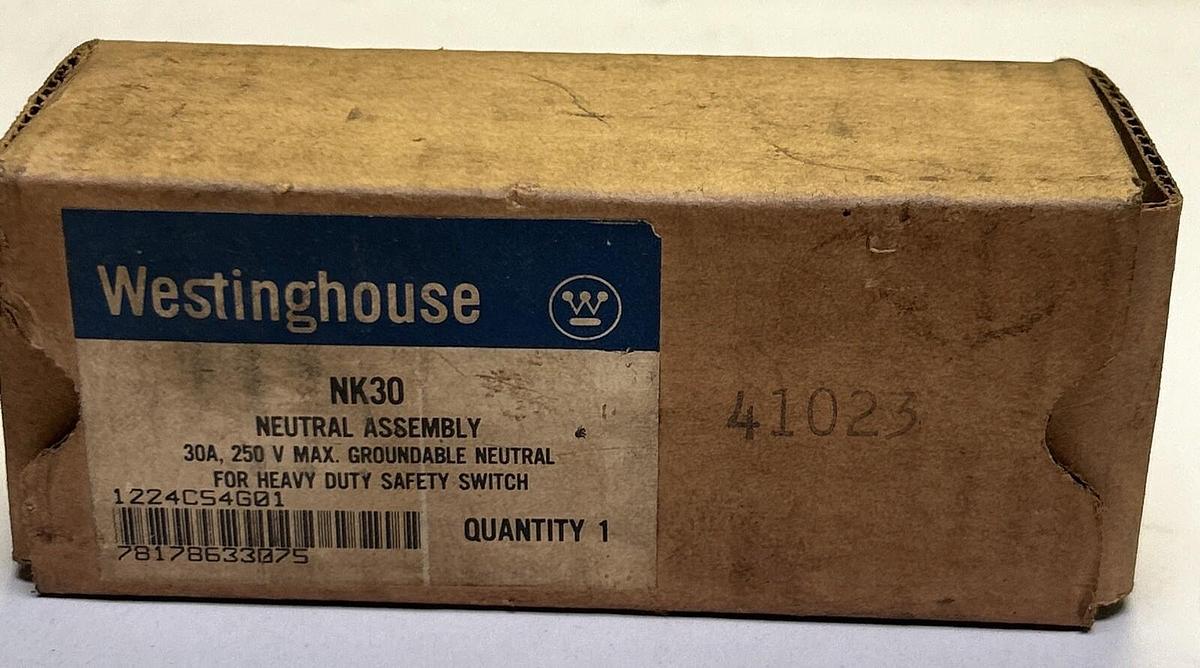 Westinghouse
W
NK30
NEUTRAL ASSEMBLY
30A, 250 V MAX. GROUNDABLE NEUTRAL
FOR HEAVY DUTY SAFETY SWITCH
1224C54G01
QUANTITY 1
78178633075
41023